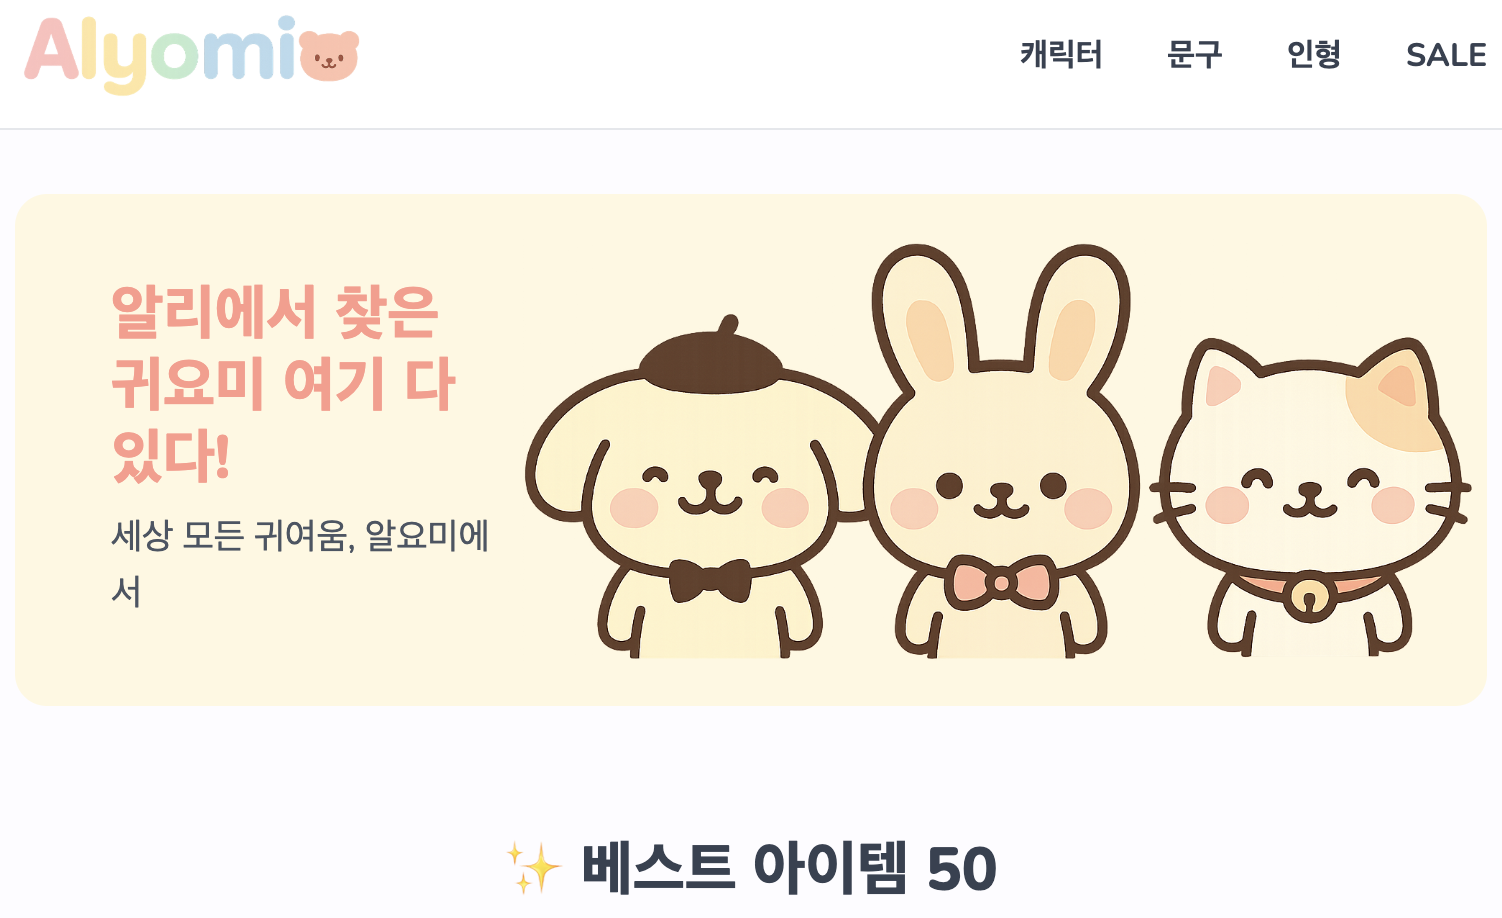 Alyomi
캐릭터 문구 인형 SALE
알리에서 찾은
귀요미 여기 다
있다!
세상 모든 귀여움, 알요미에
서
✨ 베스트 아이템 50